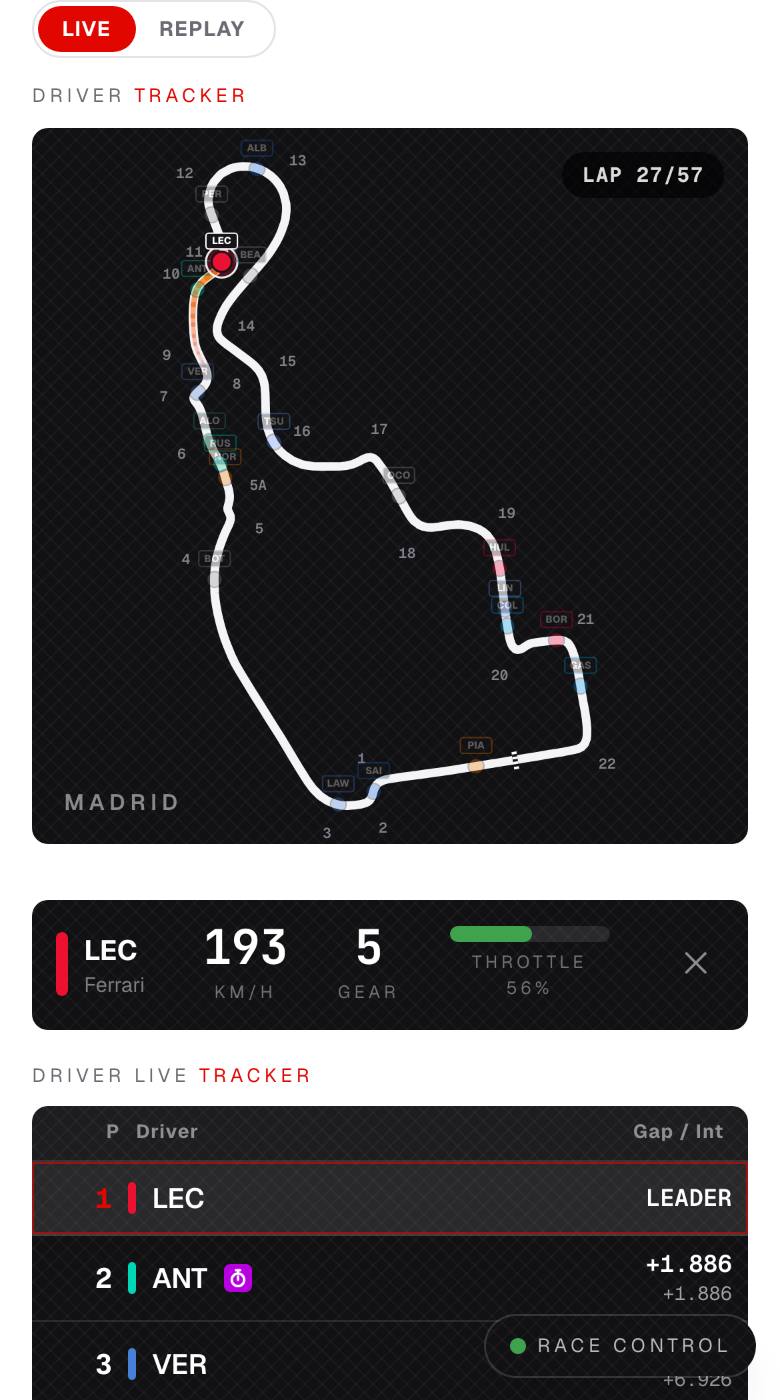 LIVE REPLAY
DRIVER TRACKER
LAP 27/57
ALB
13
12
PER
LEC
11
BEA
10
ANT
14
9
15
VER
8
7
ALO
TSU
16
17
RUS
NOR
6
OCO
5A
19
5
18
HUL
4
BOT
LIN
COL
BOR
21
GAS
20
PIA
1
22
SAI
LAW
MADRID
2
3
LEC
Ferrari
193
KM/H
5
GEAR
THROTTLE
56%
DRIVER LIVE TRACKER
P Driver Gap / Int
1 LEC LEADER
2 ANT +1.886
+1.886
3 VER
RACE CONTROL
+6.926